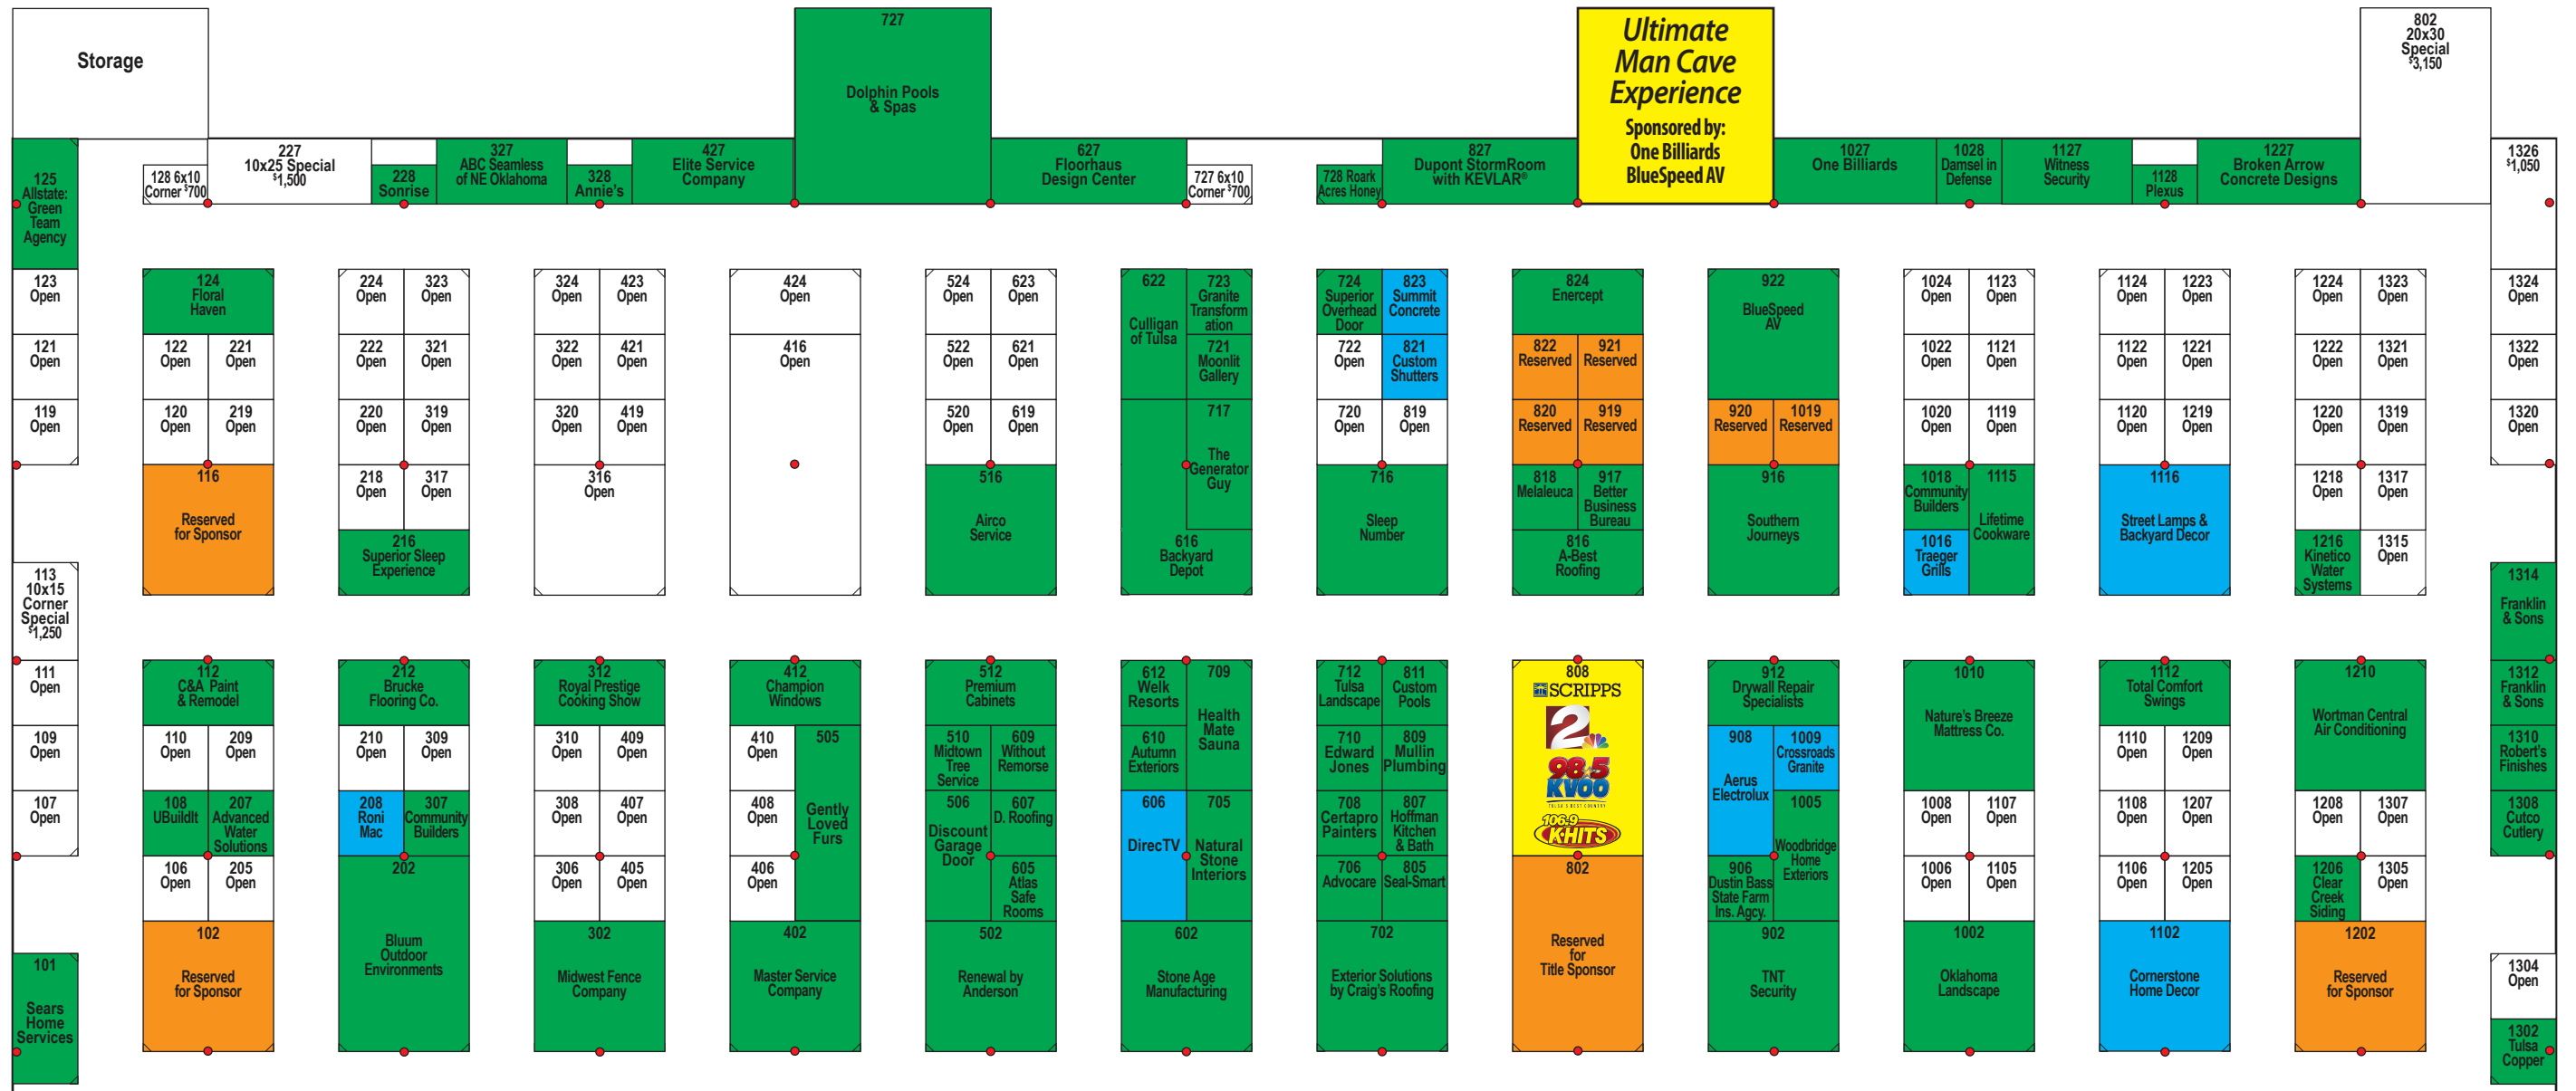 Storage
727
Dolphin Pools
& Spas
Ultimate
Man Cave
Experience
Sponsored by:
One Billiards
BlueSpeed AV
802
20x30
Special
$3,150
125
Allstate:
Green
Team
Agency
128 6x10
Corner $700
227
10x25 Special
$1,500
228
Sonrise
327
ABC Seamless
of NE Oklahoma
328
Annie's
427
Elite Service
Company
627
Floorhaus
Design Center
727 6x10
Corner $700
728 Roark
Acres Honey
827
Dupont StormRoom
with KEVLAR®
1027
One Billiards
1028
Damsel in
Defense
1127
Witness
Security
1128
Plexus
1227
Broken Arrow
Concrete Designs
1326
$1,050
123
Open
121
Open
119
Open
124
Floral
Haven
122
Open
221
Open
120
Open
219
Open
116
Reserved
for Sponsor
224
Open
323
Open
222
Open
321
Open
220
Open
319
Open
218
Open
317
Open
216
Superior Sleep
Experience
324
Open
423
Open
322
Open
421
Open
320
Open
419
Open
316
Open
424
Open
416
Open
524
Open
623
Open
522
Open
621
Open
520
Open
619
Open
516
Airco
Service
622
Culligan
of Tulsa
723
Granite
Transform
ation
721
Moonlit
Gallery
717
The
Generator
Guy
616
Backyard
Depot
724
Superior
Overhead
Door
823
Summit
Concrete
722
Open
821
Custom
Shutters
720
Open
819
Open
716
Sleep
Number
824
Enercept
822
Reserved
921
Reserved
820
Reserved
919
Reserved
818
Melaleuca
917
Better
Business
Bureau
816
A-Best
Roofing
922
BlueSpeed
AV
920
Reserved
1019
Reserved
916
Southern
Journeys
1024
Open
1123
Open
1022
Open
1121
Open
1020
Open
1119
Open
1018
Community
Builders
1115
Lifetime
Cookware
1016
Traeger
Grills
1124
Open
1223
Open
1122
Open
1221
Open
1120
Open
1219
Open
1116
Street Lamps &
Backyard Decor
1224
Open
1323
Open
1222
Open
1321
Open
1220
Open
1319
Open
1218
Open
1317
Open
1216
Kinetico
Water
Systems
1315
Open
1324
Open
1322
Open
1320
Open
1314
Franklin
& Sons
113
10x15
Corner
Special
$1,250
111
Open
109
Open
107
Open
101
Sears
Home
Services
112
C&A Paint
& Remodel
110
Open
209
Open
108
UBuildIt
207
Advanced
Water
Solutions
106
Open
205
Open
102
Reserved
for Sponsor
212
Brucke
Flooring Co.
210
Open
309
Open
208
Roni
Mac
307
Community
Builders
202
Bluum
Outdoor
Environments
312
Royal Prestige
Cooking Show
310
Open
409
Open
308
Open
407
Open
306
Open
405
Open
302
Midwest Fence
Company
412
Champion
Windows
410
Open
505
Gently
Loved
Furs
408
Open
406
Open
402
Master Service
Company
512
Premium
Cabinets
510
Midtown
Tree
Service
609
Without
Remorse
506
Discount
Garage
Door
607
D. Roofing
605
Atlas
Safe
Rooms
502
Renewal by
Anderson
612
Welk
Resorts
709
Health
Mate
Sauna
610
Autumn
Exteriors
606
DirecTV
705
Natural
Stone
Interiors
602
Stone Age
Manufacturing
712
Tulsa
Landscape
811
Custom
Pools
710
Edward
Jones
809
Mullin
Plumbing
708
Certapro
Painters
807
Hoffman
Kitchen
& Bath
706
Advocare
805
Seal-Smart
702
Exterior Solutions
by Craig's Roofing
808
SCRIPPS
2
98.5
KVOO
TULSA'S BEST COUNTRY
106.9
KHITS
802
Reserved
for
Title Sponsor
912
Drywall Repair
Specialists
908
Aerus
Electrolux
1009
Crossroads
Granite
1005
Woodbridge
Home
Exteriors
906
Dustin Bass
State Farm
Ins. Agcy.
902
TNT
Security
1010
Nature's Breeze
Mattress Co.
1008
Open
1107
Open
1006
Open
1105
Open
1002
Oklahoma
Landscape
1112
Total Comfort
Swings
1110
Open
1209
Open
1108
Open
1207
Open
1106
Open
1205
Open
1102
Cornerstone
Home Decor
1210
Wortman Central
Air Conditioning
1208
Open
1307
Open
1206
Clear
Creek
Siding
1305
Open
1202
Reserved
for Sponsor
1312
Franklin
& Sons
1310
Robert's
Finishes
1308
Cutco
Cutlery
1304
Open
1302
Tulsa
Copper